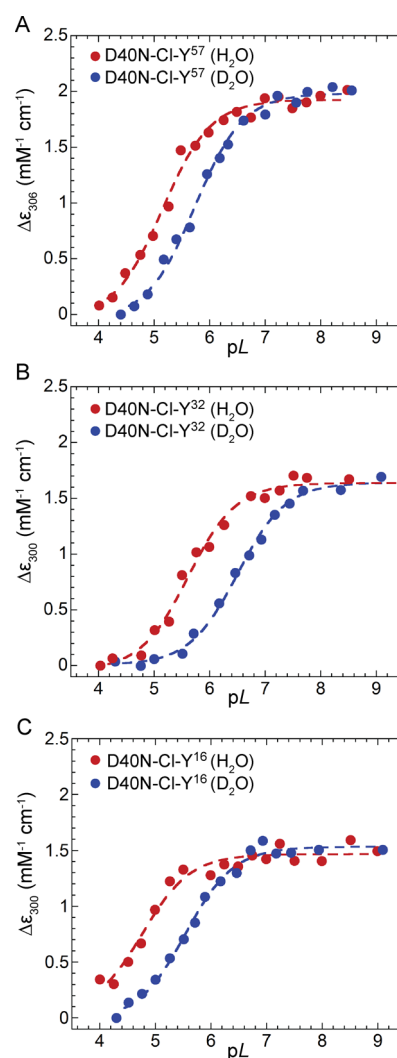 A
D40N-Cl-Y⁵⁷ (H₂O)
D40N-Cl-Y⁵⁷ (D₂O)
Δε₃₀₆ (mM⁻¹ cm⁻¹)
2.5
2
1.5
1
0.5
0
4 5 6 7 8 9
pL
B
D40N-Cl-Y³² (H₂O)
D40N-Cl-Y³² (D₂O)
Δε₃₀₀ (mM⁻¹ cm⁻¹)
2.5
2
1.5
1
0.5
0
4 5 6 7 8 9
pL
C
D40N-Cl-Y¹⁶ (H₂O)
D40N-Cl-Y¹⁶ (D₂O)
Δε₃₀₀ (mM⁻¹ cm⁻¹)
2.5
2
1.5
1
0.5
0
4 5 6 7 8 9
pL